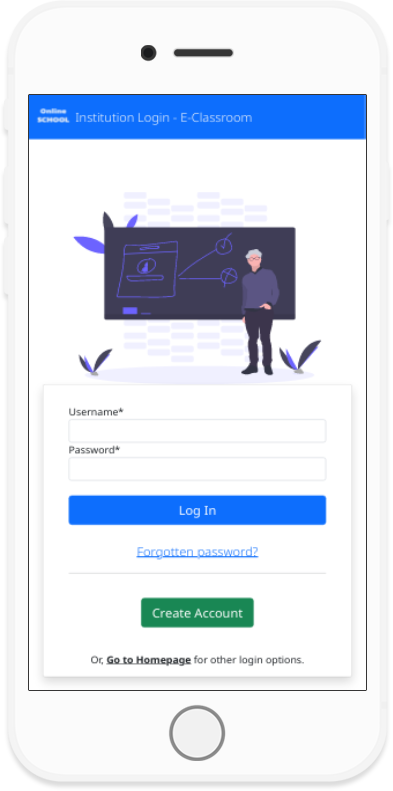 Online
SCHOOL
Institution Login - E-Classroom
Username*
Password*
Log In
Forgotten password?
Create Account
Or, Go to Homepage for other login options.